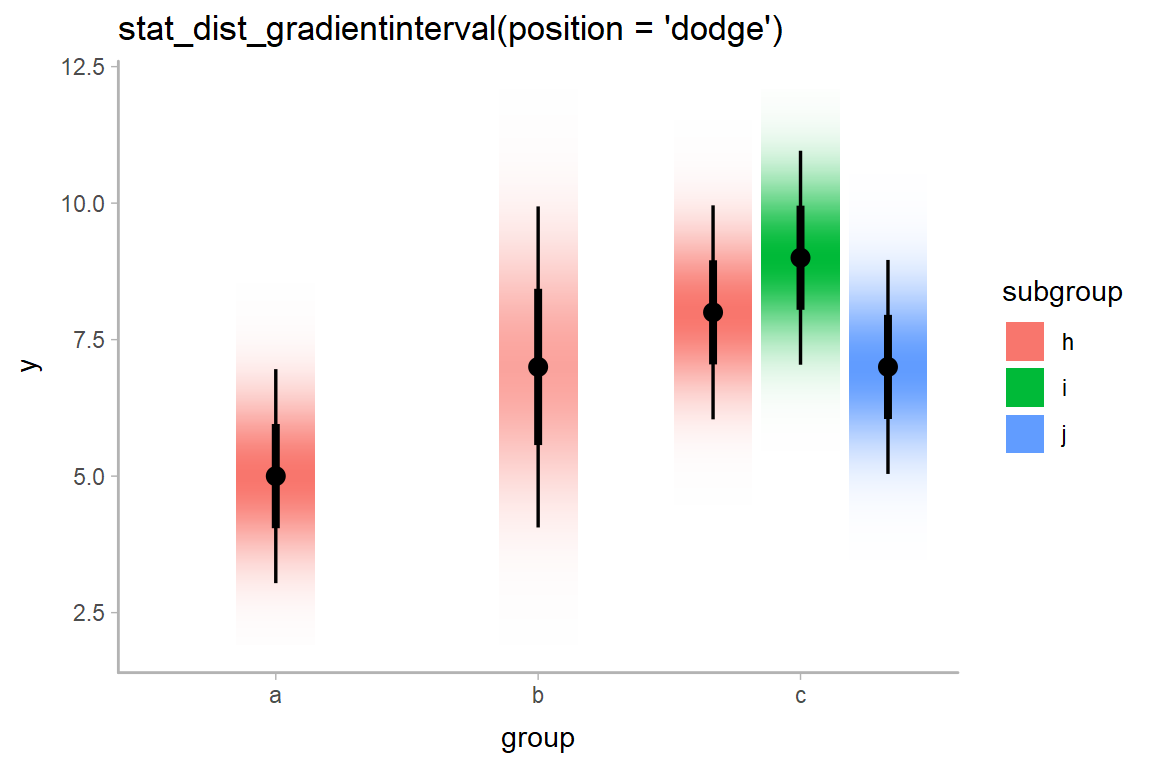 stat_dist_gradientinterval(position = 'dodge')
12.5
10.0
7.5
5.0
2.5
y
a
b
c
group
subgroup
h
i
j